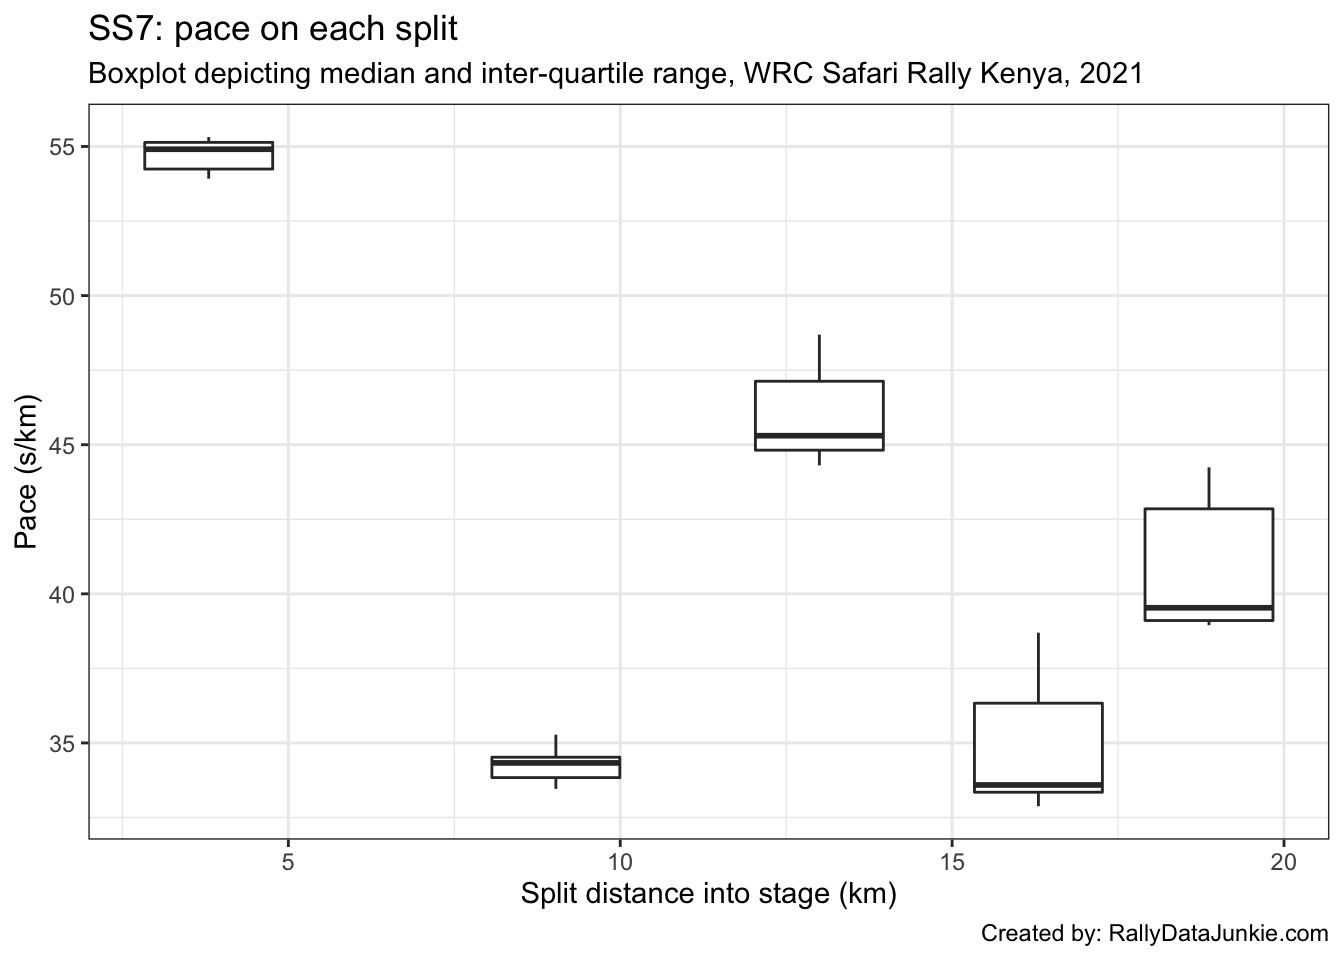 SS7: pace on each split
Boxplot depicting median and inter-quartile range, WRC Safari Rally Kenya, 2021
55
50
45
40
35
Pace (s/km)
5 10 15 20
Split distance into stage (km)
Created by: RallyDataJunkie.com